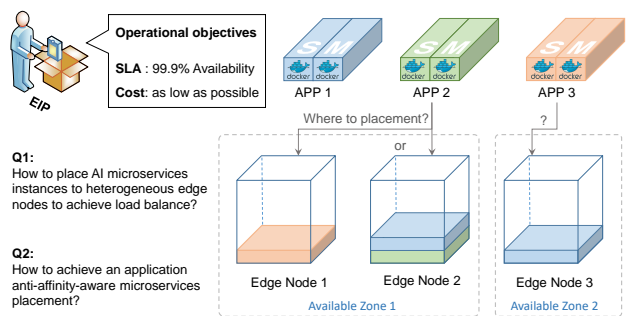 Operational objectives
SLA : 99.9% Availability
Cost: as low as possible
EIP
S M
docker docker
APP 1
S M
docker docker
APP 2
S M
docker docker
APP 3
Where to placement?
or
?
Q1:
How to place AI microservices
instances to heterogeneous edge
nodes to achieve load balance?
Q2:
How to achieve an application
anti-affinity-aware microservices
placement?
Edge Node 1
Edge Node 2
Edge Node 3
Available Zone 1
Available Zone 2